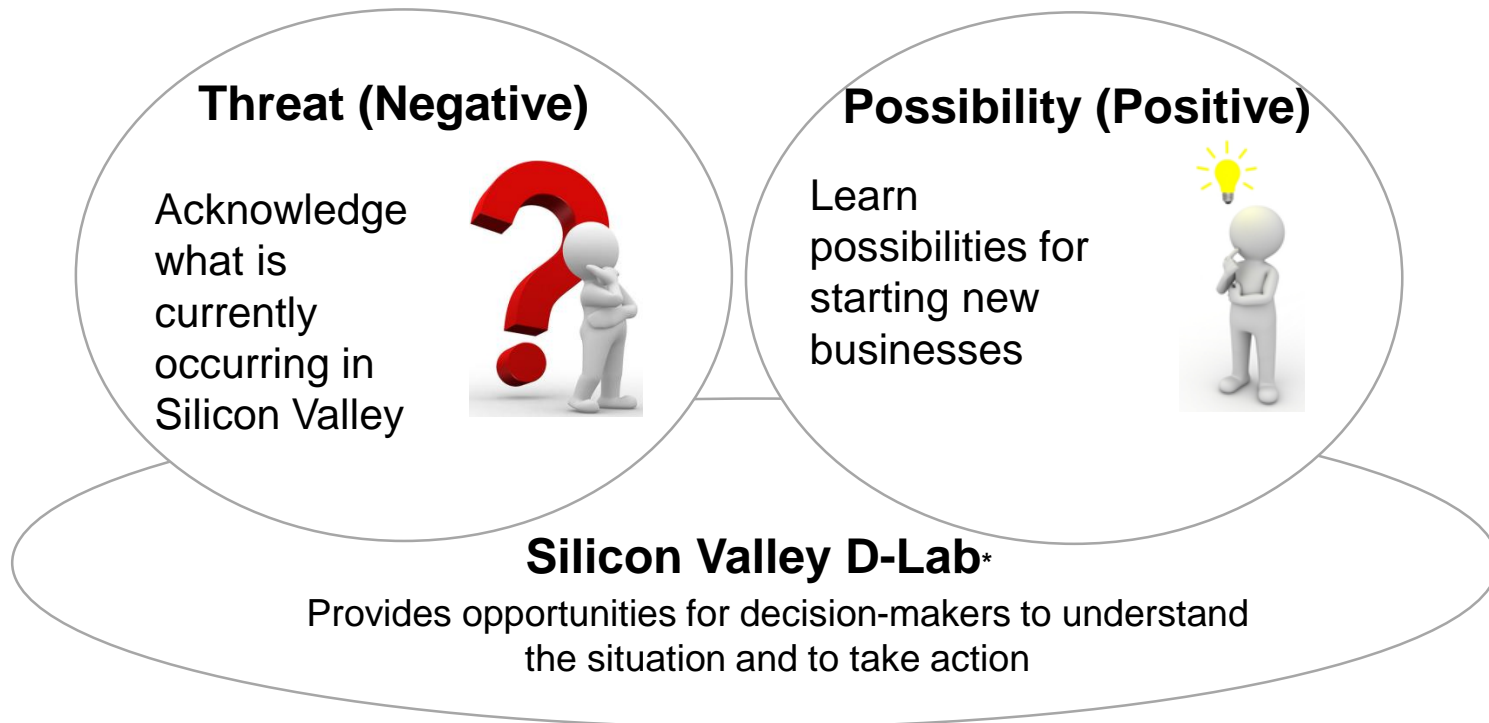 Threat (Negative)
Acknowledge
what is
currently
occurring in
Silicon Valley
Possibility (Positive)
Learn
possibilities for
starting new
businesses
Silicon Valley D-Lab*
Provides opportunities for decision-makers to understand
the situation and to take action